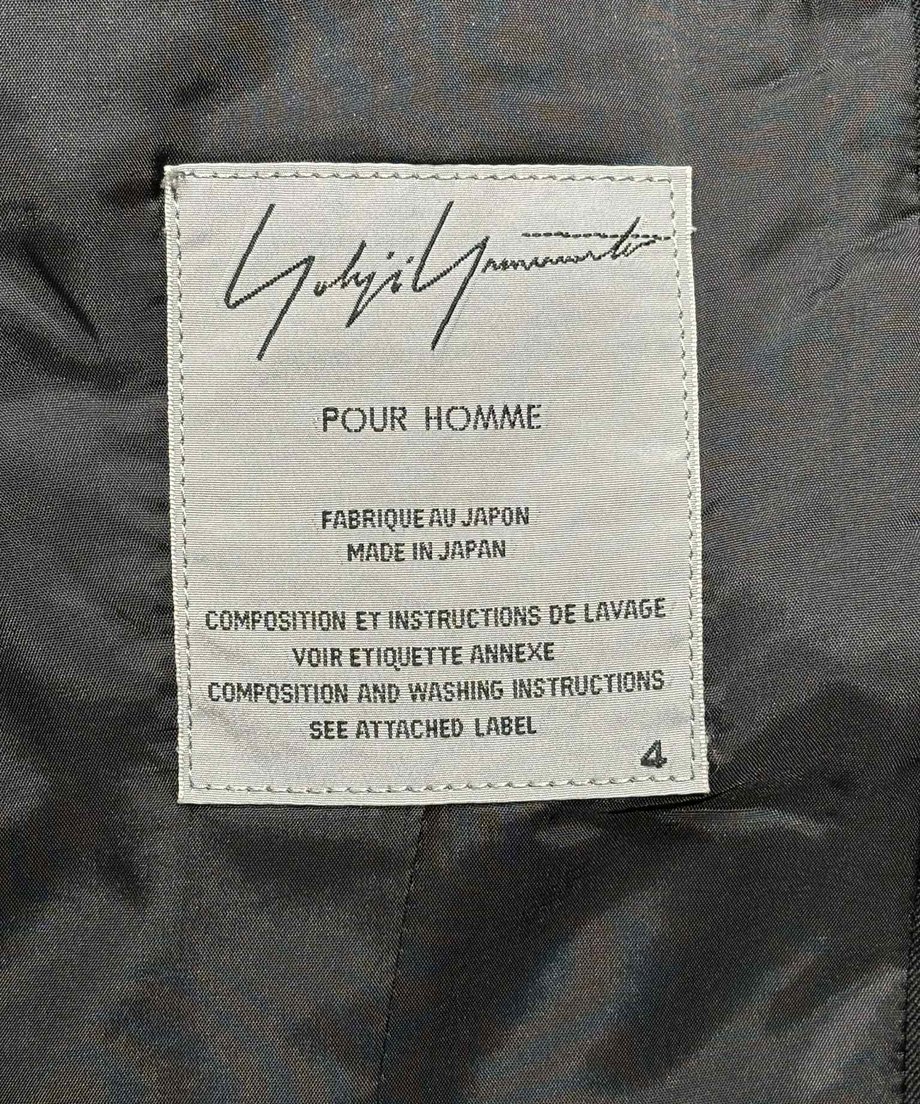 Yohji Yamamoto
POUR HOMME
FABRIQUE AU JAPON
MADE IN JAPAN
COMPOSITION ET INSTRUCTIONS DE LAVAGE
VOIR ETIQUETTE ANNEXE
COMPOSITION AND WASHING INSTRUCTIONS
SEE ATTACHED LABEL
4